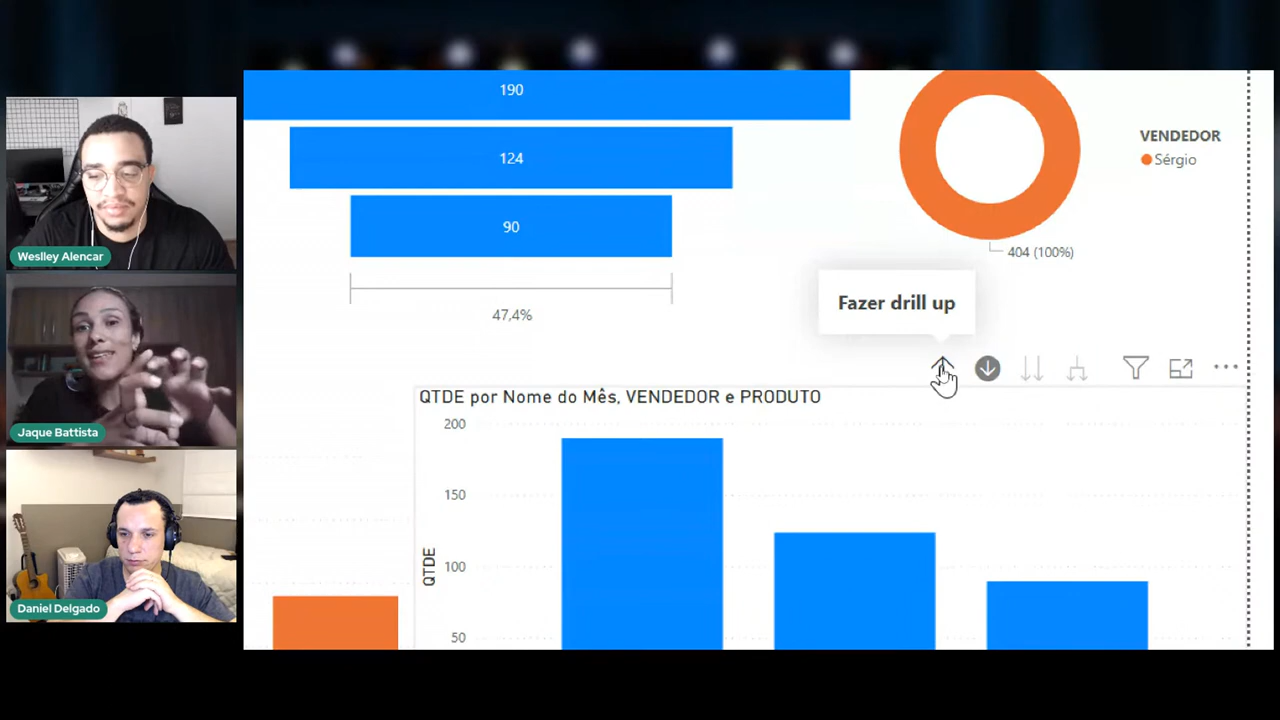 Weslley Alencar
Jaque Battista
Daniel Delgado
190
124
90
47,4%
VENDEDOR
Sérgio
404 (100%)
Fazer drill up
QTDE por Nome do Mês, VENDEDOR e PRODUTO
200
150
100
50
QTDE